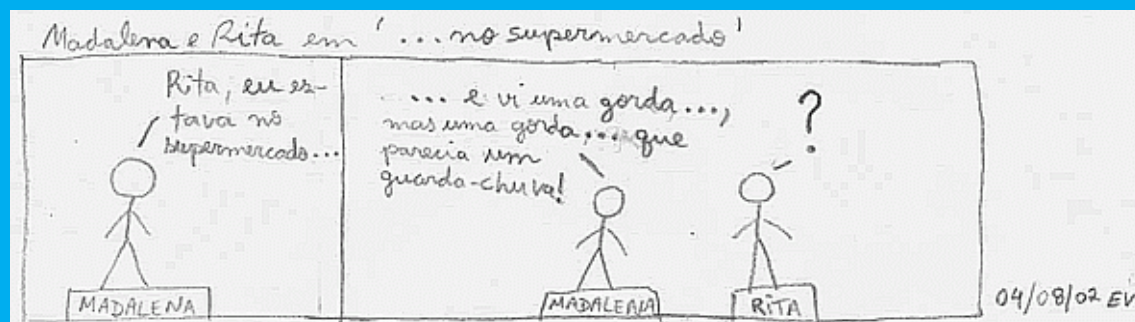 Madalena e Rita em '...no supermercado'
Rita, eu es-
tava no
supermercado...
MADALENA
... e vi uma gorda...,
mas uma gorda,... que
parecia um
guarda-chuva!
?
MADALENA
RITA
04/08/02 EV